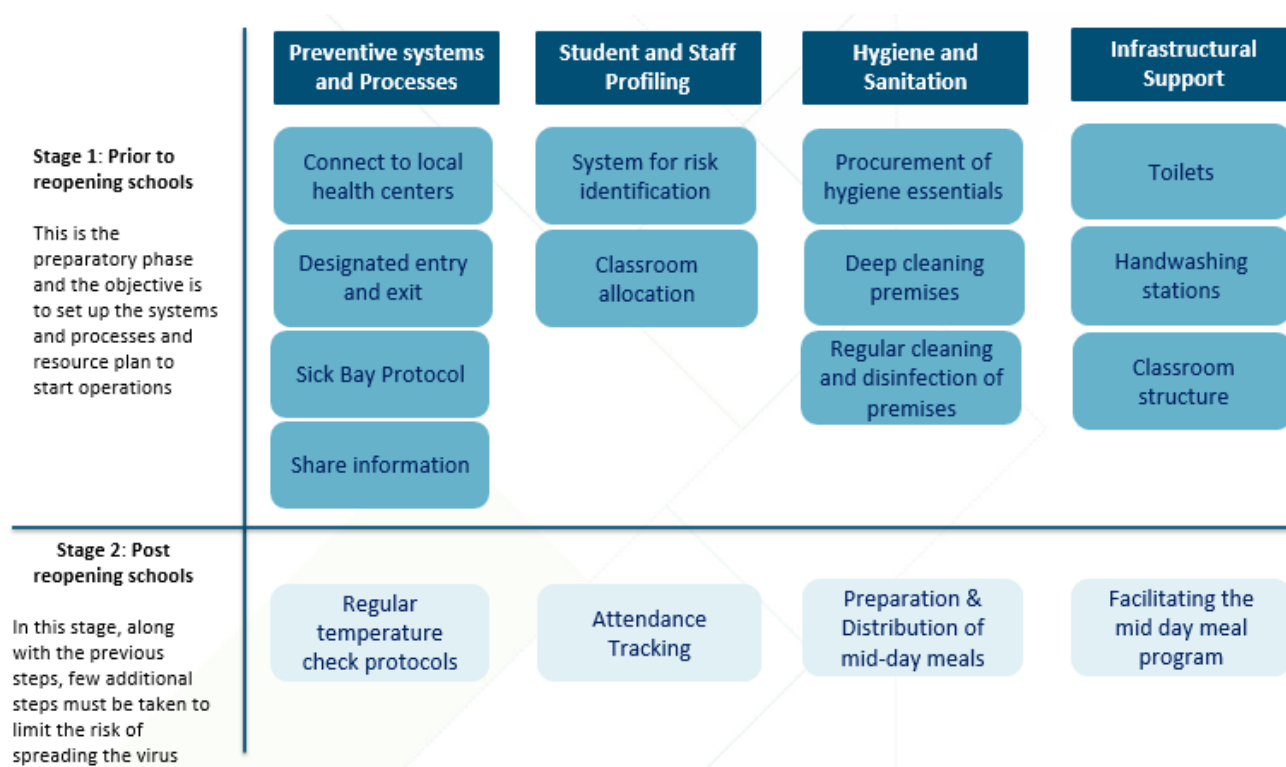 Preventive systems
and Processes
Student and Staff
Profiling
Hygiene and
Sanitation
Infrastructural
Support
Stage 1: Prior to
reopening schools
This is the
preparatory phase
and the objective is
to set up the systems
and processes and
resource plan to
start operations
Connect to local
health centers
System for risk
identification
Procurement of
hygiene essentials
Toilets
Designated entry
and exit
Classroom
allocation
Deep cleaning
premises
Handwashing
stations
Sick Bay Protocol
Regular cleaning
and disinfection of
premises
Classroom
structure
Share information
Stage 2: Post
reopening schools
In this stage, along
with the previous
steps, few additional
steps must be taken to
limit the risk of
spreading the virus
Regular
temperature
check protocols
Attendance
Tracking
Preparation &
Distribution of
mid-day meals
Facilitating the
mid day meal
program